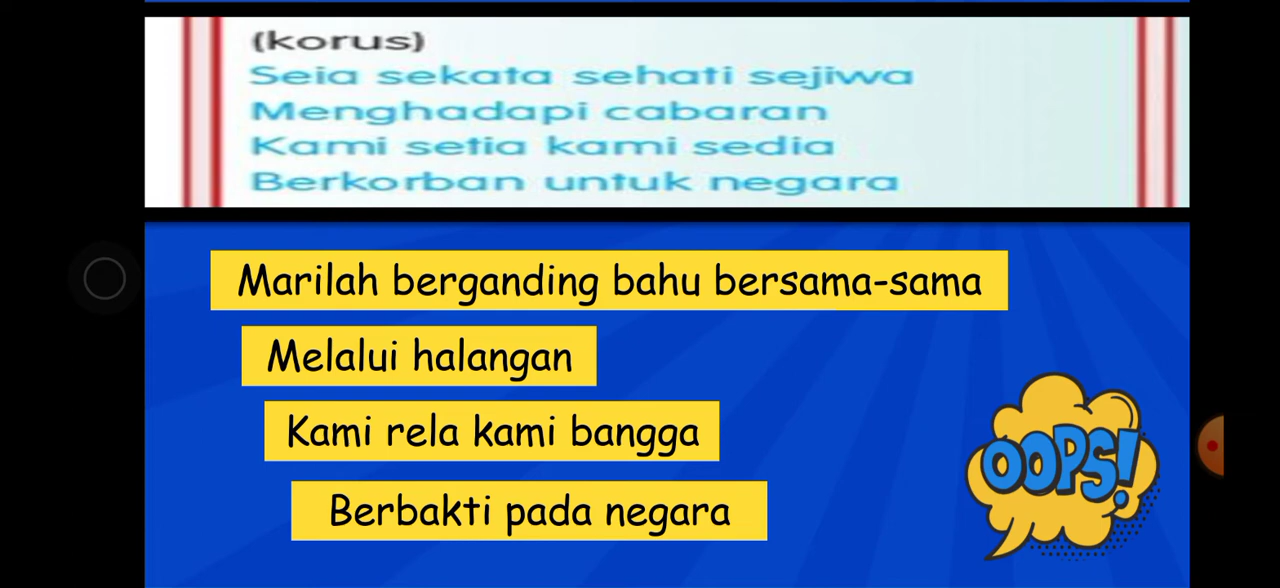 (korus)
Seia sekata sehati sejiwa
Menghadapi cabaran
Kami setia kami sedia
Berkorban untuk negara
Marilah berganding bahu bersama-sama
Melalui halangan
Kami rela kami bangga
Berbakti pada negara
OOPS!